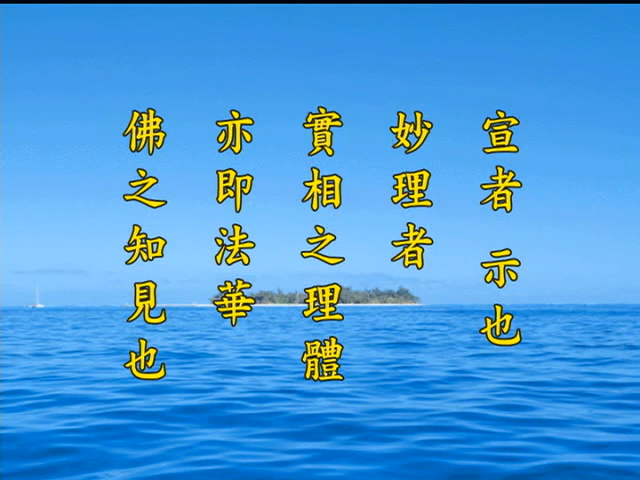 宣者 示也
妙理者
實相之理體
亦即法華
佛之知見也